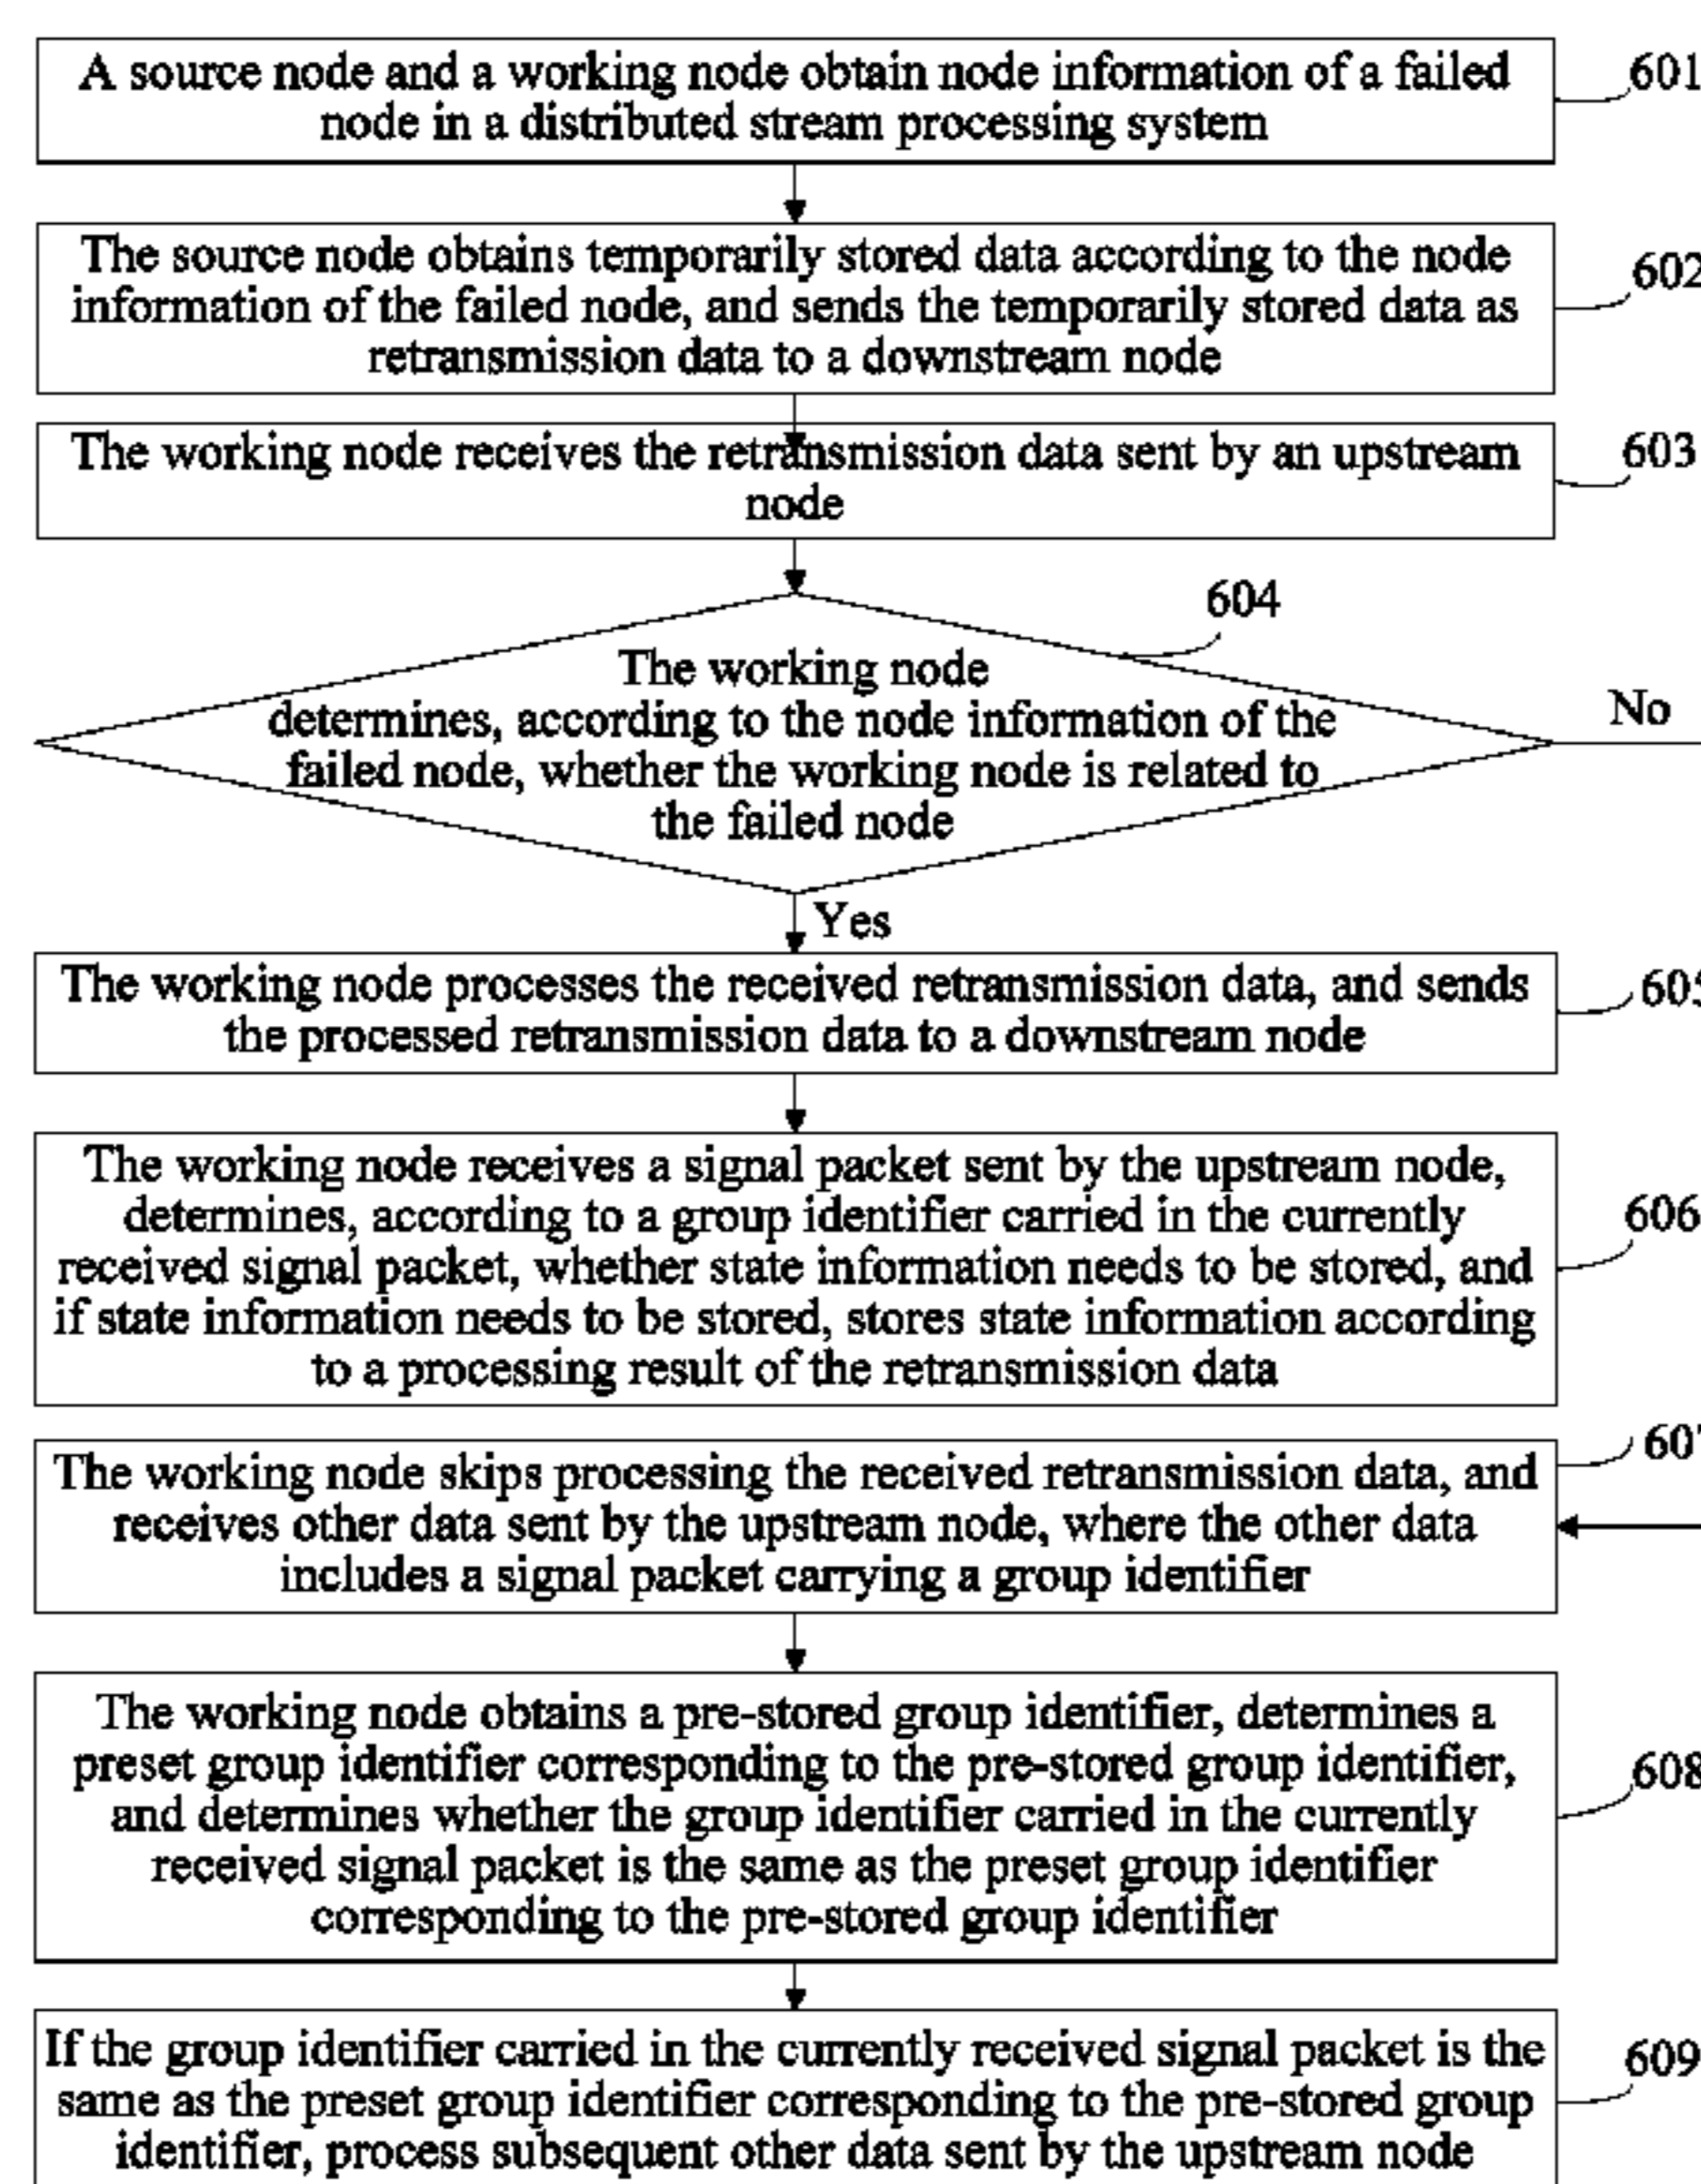 A source node and a working node obtain node information of a failed
node in a distributed stream processing system
601
The source node obtains temporarily stored data according to the node
information of the failed node, and sends the temporarily stored data as
retransmission data to a downstream node
602
The working node receives the retransmission data sent by an upstream
node
603
604
The working node
determines, according to the node information of the
failed node, whether the working node is related to
the failed node
No
Yes
The working node processes the received retransmission data, and sends
the processed retransmission data to a downstream node
605
The working node receives a signal packet sent by the upstream node,
determines, according to a group identifier carried in the currently
received signal packet, whether state information needs to be stored, and
if state information needs to be stored, stores state information according
to a processing result of the retransmission data
606
The working node skips processing the received retransmission data, and
receives other data sent by the upstream node, where the other data
includes a signal packet carrying a group identifier
607
The working node obtains a pre-stored group identifier, determines a
preset group identifier corresponding to the pre-stored group identifier,
and determines whether the group identifier carried in the currently
received signal packet is the same as the preset group identifier
corresponding to the pre-stored group identifier
608
If the group identifier carried in the currently received signal packet is the
same as the preset group identifier corresponding to the pre-stored group
identifier, process subsequent other data sent by the upstream node
609